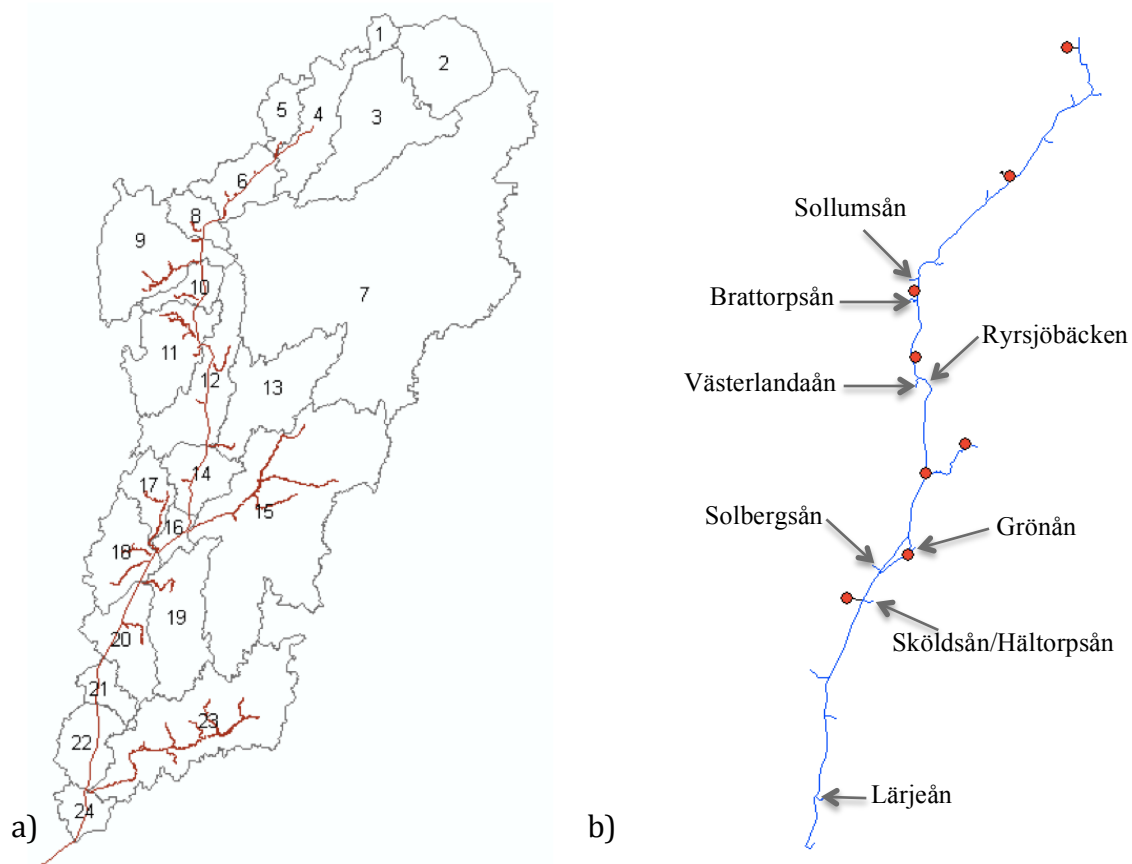 1
2
3
4
5
6
7
8
9
10
11
12
13
14
15
16
17
18
19
20
21
22
23
24
a)
Sollumsån
Brattorpsån
Ryrsjöbäcken
Västerlandaån
Solbergsån
Grönån
Sköldsån/Hältorpsån
Lärjeån
b)